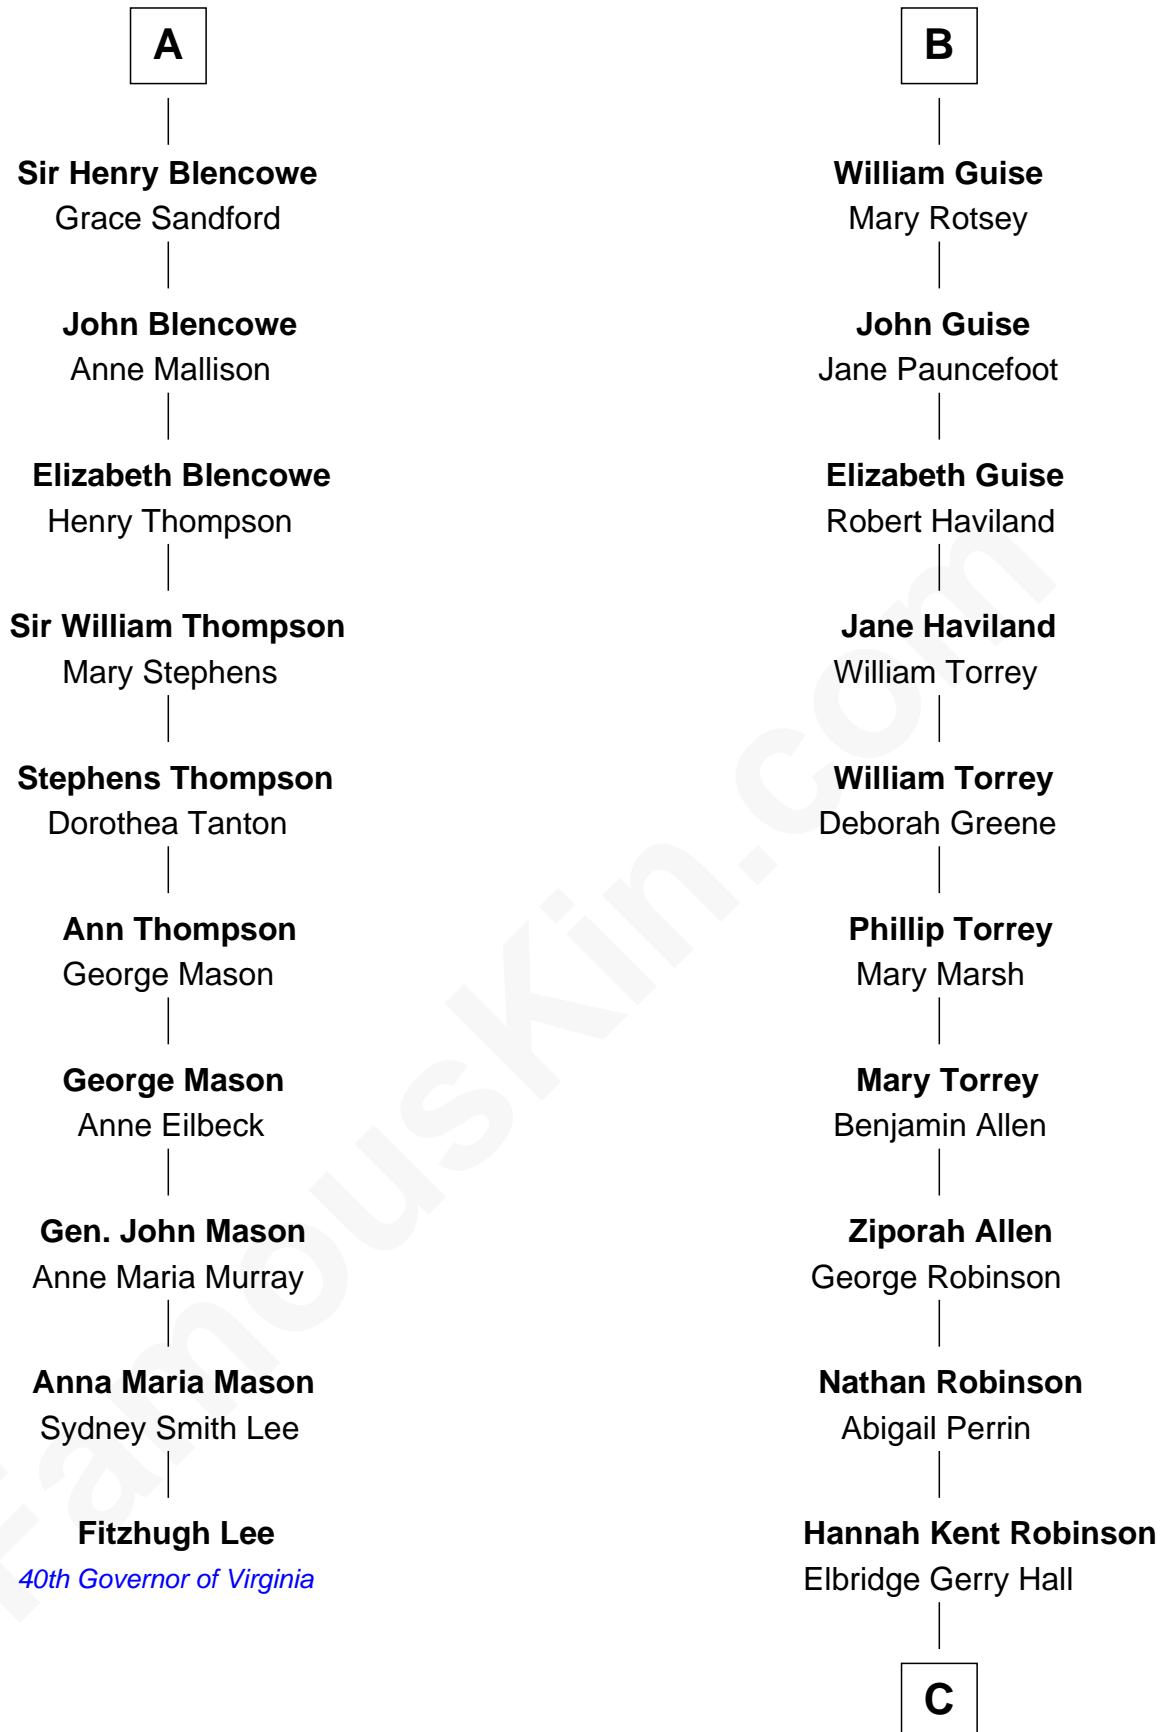 A
Sir Henry Blencowe
Grace Sandford
John Blencowe
Anne Mallison
Elizabeth Blencowe
Henry Thompson
Sir William Thompson
Mary Stephens
Stephens Thompson
Dorothea Tanton
Ann Thompson
George Mason
George Mason
Anne Eilbeck
Gen. John Mason
Anne Maria Murray
Anna Maria Mason
Sydney Smith Lee
Fitzhugh Lee
40th Governor of Virginia
B
William Guise
Mary Rotsey
John Guise
Jane Pauncefoot
Elizabeth Guise
Robert Haviland
Jane Haviland
William Torrey
William Torrey
Deborah Greene
Phillip Torrey
Mary Marsh
Mary Torrey
Benjamin Allen
Ziporah Allen
George Robinson
Nathan Robinson
Abigail Perrin
Hannah Kent Robinson
Elbridge Gerry Hall
C
FamousKin.com